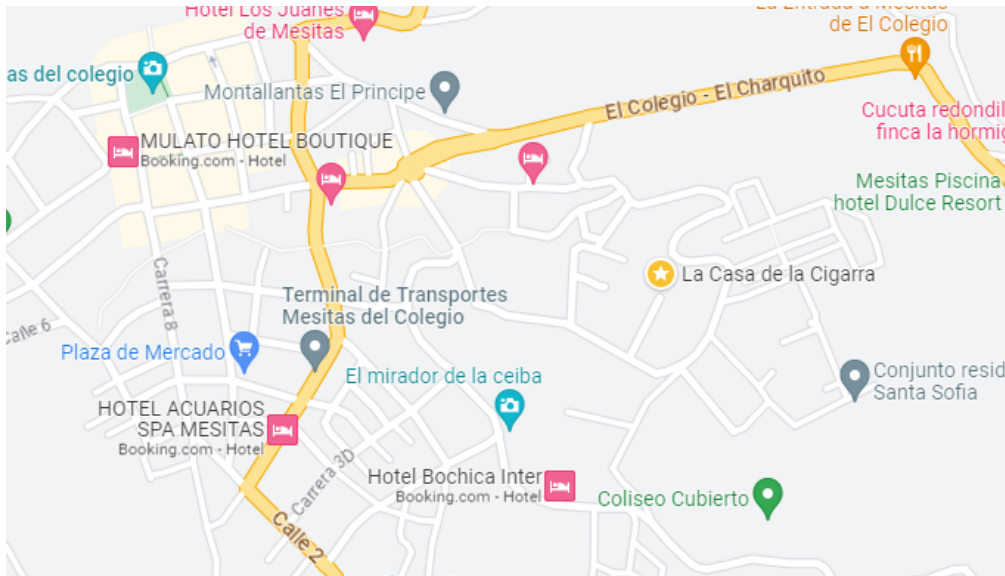 Hotel Los Juanes
de Mesitas
La Entrada a Mesitas
de El Colegio
as del colegio
Montallantas El Principe
El Colegio - El Charquito
Cucuta redondil
finca la hormig
MULATO HOTEL BOUTIQUE
Booking.com - Hotel
Mesitas Piscina
hotel Dulce Resort
La Casa de la Cigarra
Carrera 8
Terminal de Transportes
Mesitas del Colegio
Calle 6
Plaza de Mercado
El mirador de la ceiba
Conjunto resid
Santa Sofia
HOTEL ACUARIOS
SPA MESITAS
Booking.com - Hotel
Carrera 3D
Hotel Bochica Inter
Booking.com - Hotel
Coliseo Cubierto
Calle 2